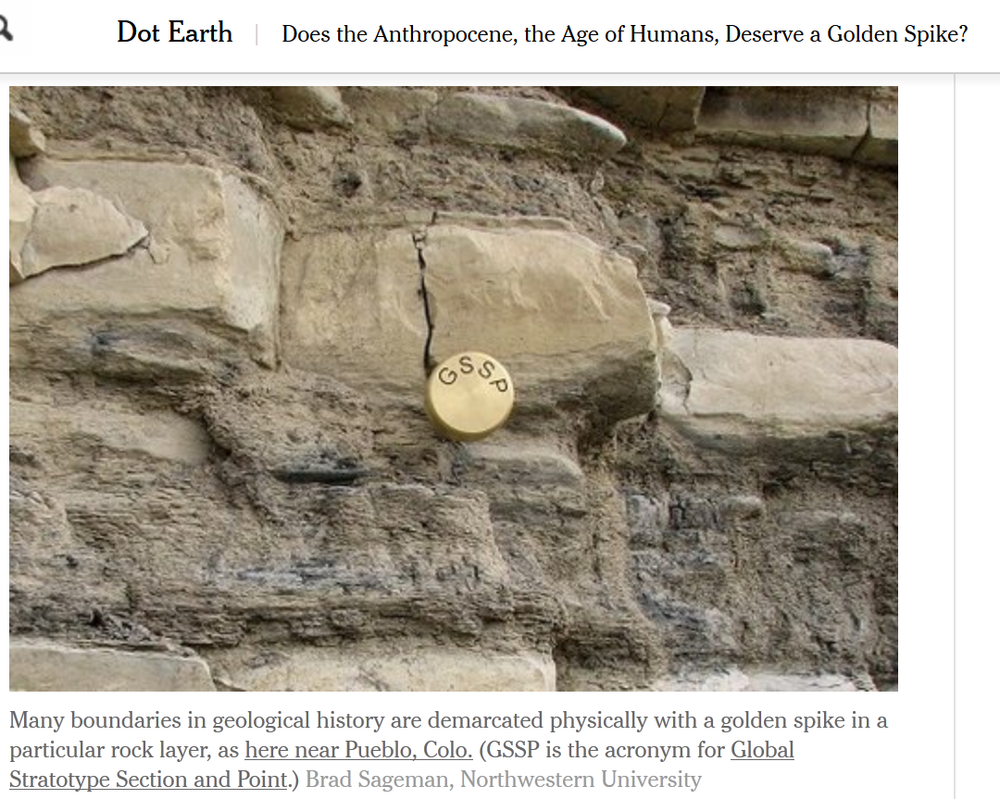 Dot Earth | Does the Anthropocene, the Age of Humans, Deserve a Golden Spike?
GSSP
Many boundaries in geological history are demarcated physically with a golden spike in a
particular rock layer, as here near Pueblo, Colo. (GSSP is the acronym for Global
Stratotype Section and Point.) Brad Sageman, Northwestern University